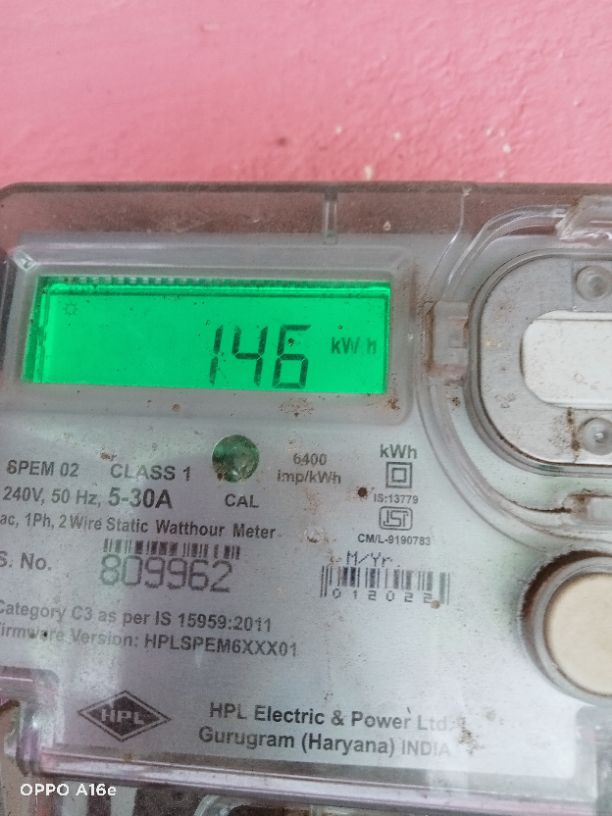 146 kWh
SPEM 02 CLASS 1
6400
imp/kWh
kWh
240V, 50 Hz, 5-30A
CAL
IS:13779
ac, 1Ph, 2 Wire Static Watthour Meter
ISI
CM/L-9190783
S. No.
809962
M/Yr.
012022
Category C3 as per IS 15959:2011
Firmware Version: HPLSPEM6XXX01
HPL
HPL Electric & Power Ltd.
Gurugram (Haryana) INDIA
OPPO A16e